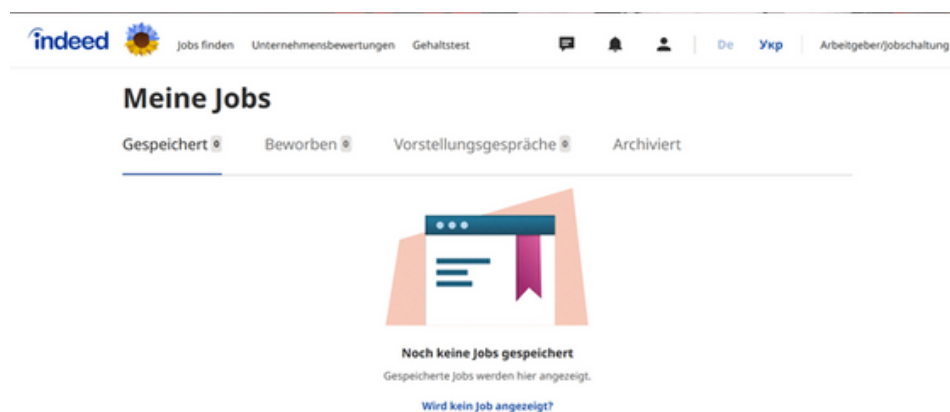 indeed Jobs finden Unternehmensbewertungen Gehaltstest De Укр Arbeitgeber/Jobschaltung
Meine Jobs
Gespeichert 0 Beworben 0 Vorstellungsgespräche 0 Archiviert
Noch keine Jobs gespeichert
Gespeicherte Jobs werden hier angezeigt.
Wird kein Job angezeigt?